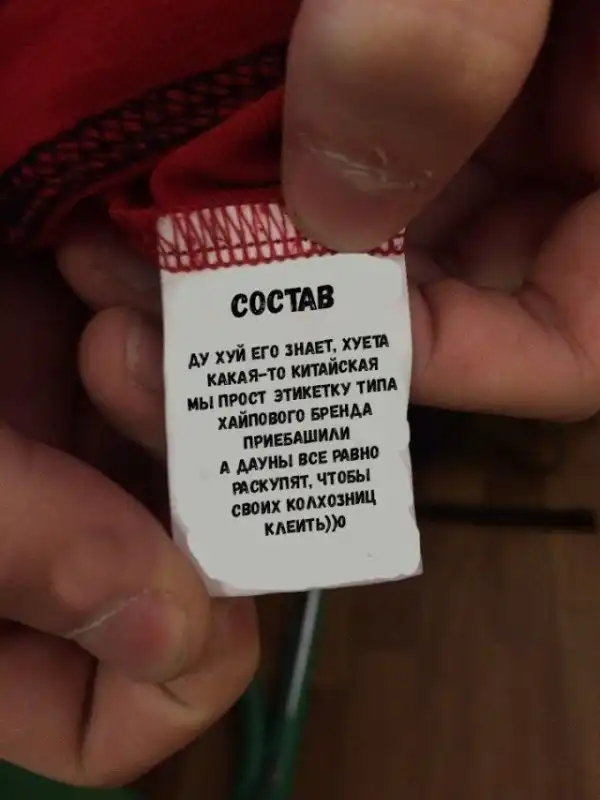 СОСТАВ
ДУ ХУЙ ЕГО ЗНАЕТ, ХУЕТА
КАКАЯ-ТО КИТАЙСКАЯ
МЫ ПРОСТ ЭТИКЕТКУ ТИПА
ХАЙПОВОГО БРЕНДА
ПРИЕБАШИЛИ
А ДАУНЫ ВСЕ РАВНО
РАСКУПЯТ, ЧТОБЫ
СВОИХ КОЛХОЗНИЦ
КЛЕИТЬ))0